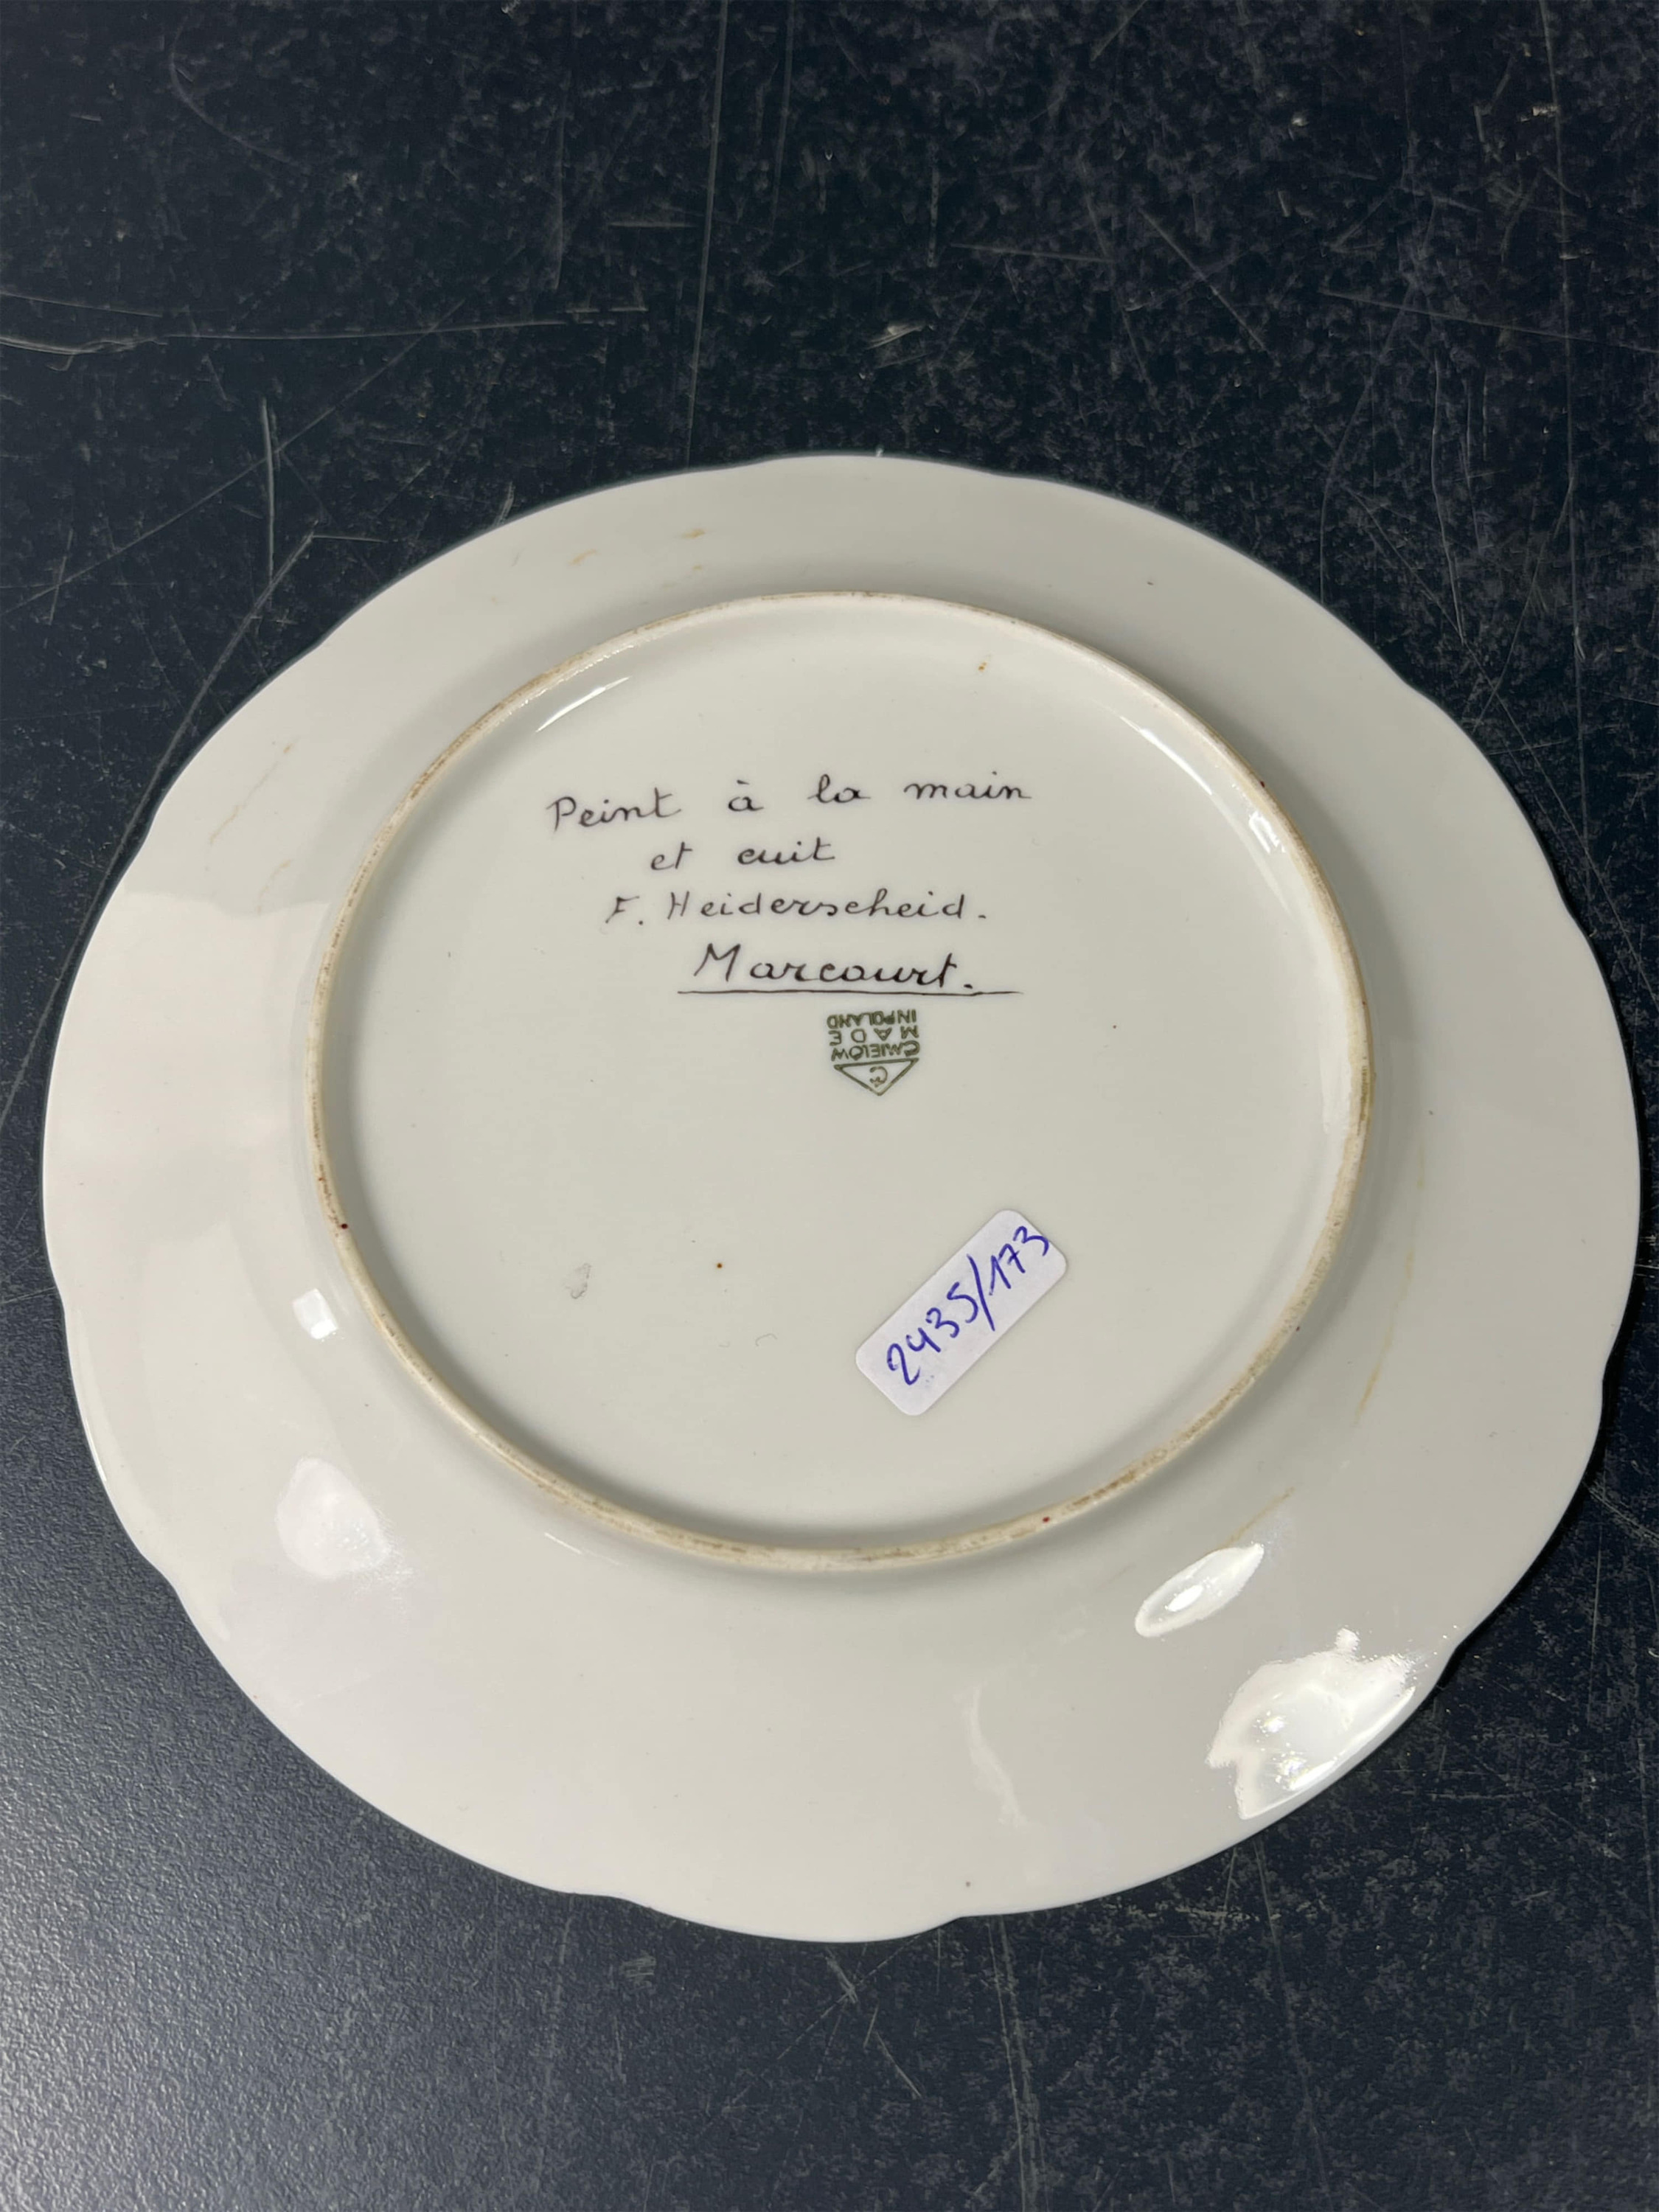 Peint à la main
et cuit
F. Heiderscheid.
Marcourt.
C
ĆMIELÓW
MADE
IN POLAND
2435/173